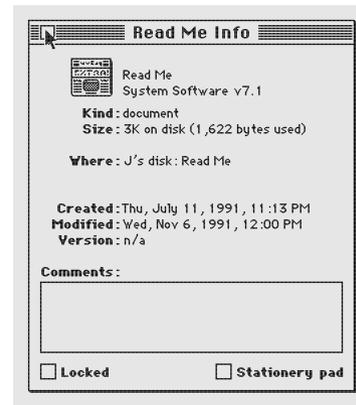 Read Me Info
EXTRA!
Read Me
System Software v7.1
Kind: document
Size: 3K on disk (1,622 bytes used)
Where: J's disk: Read Me
Created: Thu, July 11, 1991, 11:13 PM
Modified: Wed, Nov 6, 1991, 12:00 PM
Version: n/a
Comments:
Locked
Stationery pad